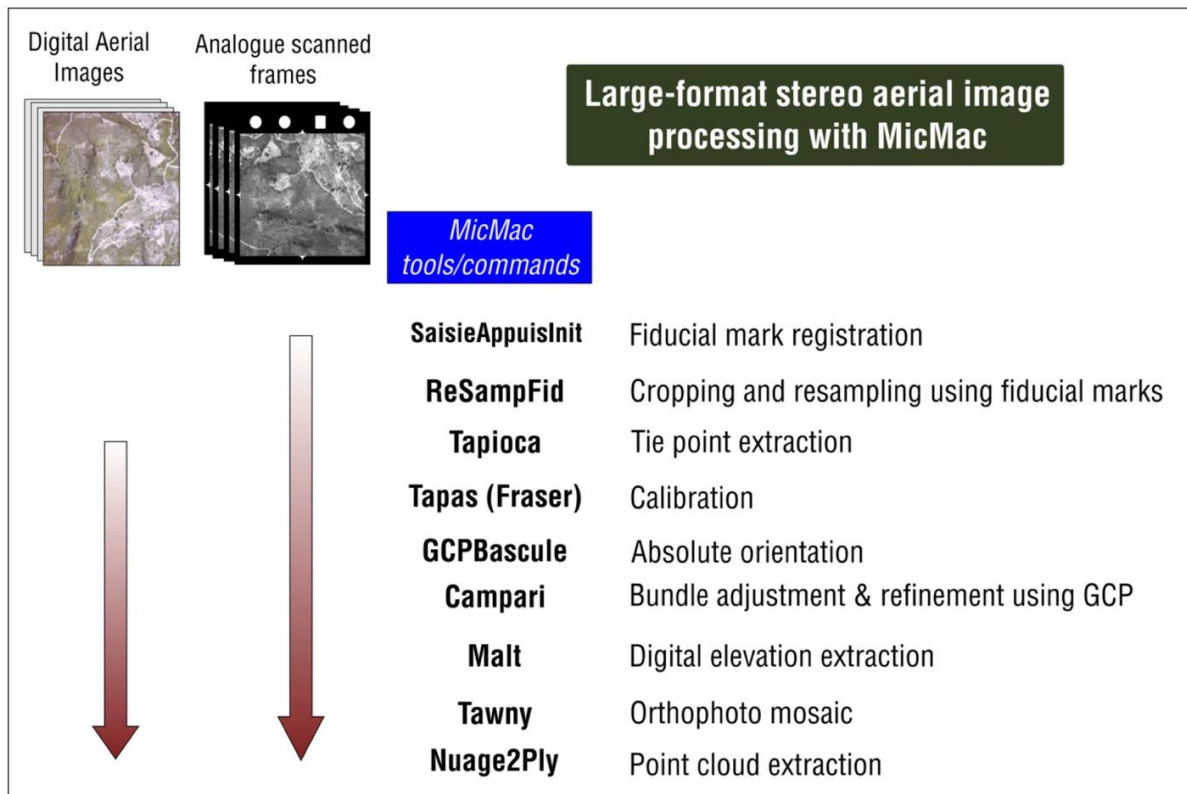 Digital Aerial
Images
Analogue scanned
frames
Large-format stereo aerial image
processing with MicMac
MicMac
tools/commands
SaisieAppuisInit Fiducial mark registration
ReSampFid Cropping and resampling using fiducial marks
Tapioca Tie point extraction
Tapas (Fraser) Calibration
GCPBascule Absolute orientation
Campari Bundle adjustment & refinement using GCP
Malt Digital elevation extraction
Tawny Orthophoto mosaic
Nuage2Ply Point cloud extraction